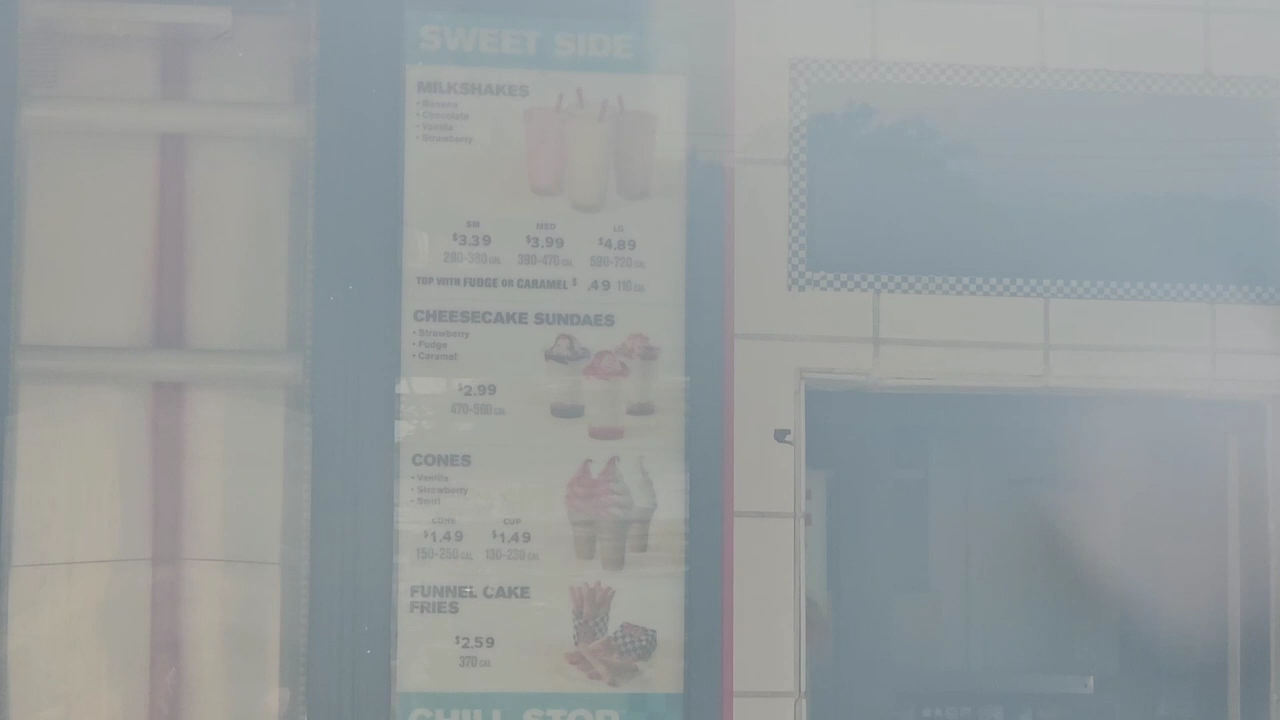 SWEET SIDE
MILKSHAKES
• Banana
• Chocolate
• Vanilla
• Strawberry
SM MED LG
$3.39 $3.99 $4.89
280-380 CAL 390-470 CAL 590-720 CAL
TOP WITH FUDGE OR CARAMEL $ .49 110 CAL
CHEESECAKE SUNDAES
• Strawberry
• Fudge
• Caramel
$2.99
470-500 CAL
CONES
• Vanilla
• Strawberry
• Swirl
CONE CUP
$1.49 $1.49
150-250 CAL 130-230 CAL
FUNNEL CAKE
FRIES
$2.59
370 CAL
CHILL STOP